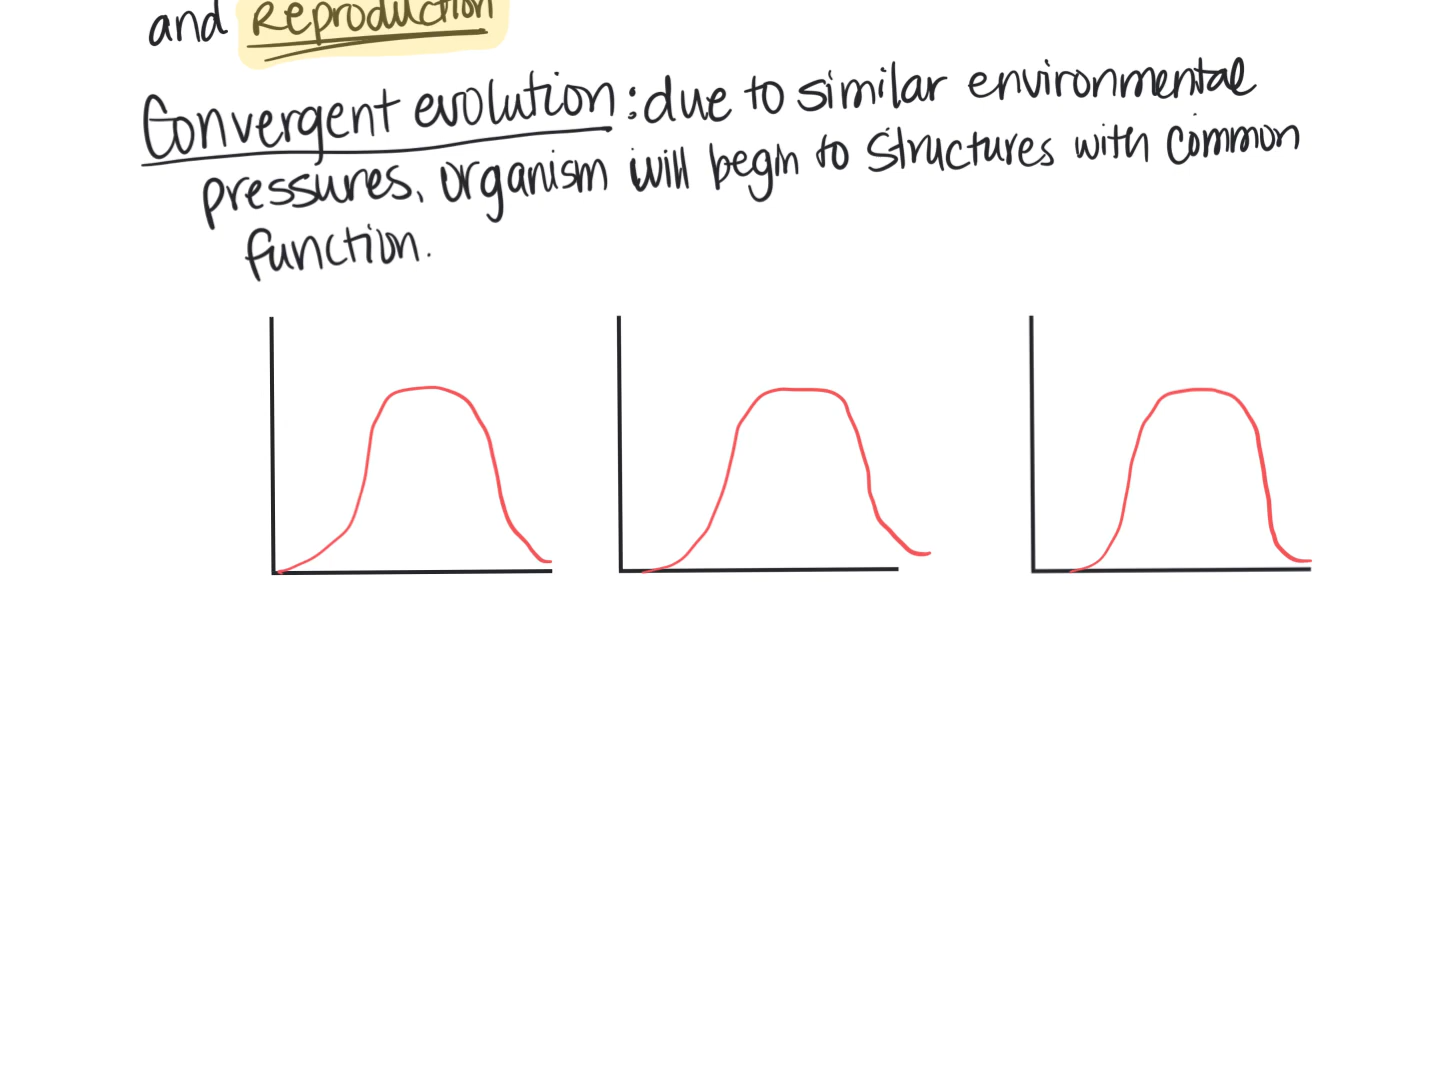 and Reproduction
Convergent evolution: due to similar environmental
pressures, organism will begin to structures with common
function.